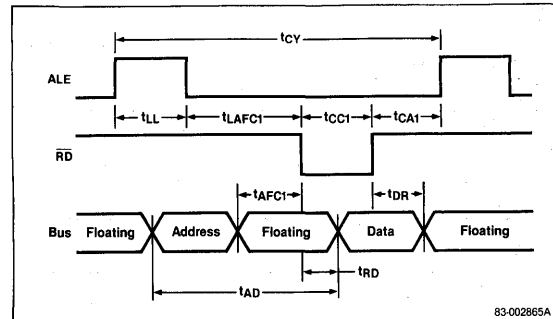 tCY
ALE
tLL tLAFC1 tCC1 tCA1
RD
tAFC1 tDR
Bus Floating Address Floating Data Floating
tRD
tAD
83-002865A